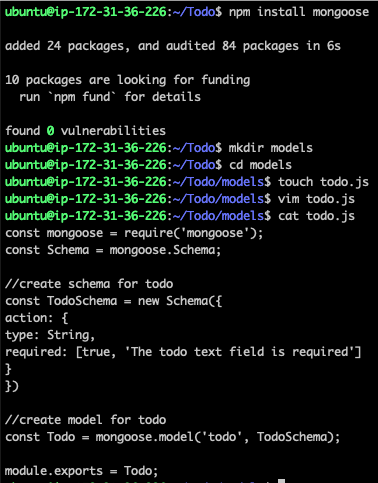 ubuntu@ip-172-31-36-226:~/Todo$ npm install mongoose
added 24 packages, and audited 84 packages in 6s
10 packages are looking for funding
run `npm fund` for details
found 0 vulnerabilities
ubuntu@ip-172-31-36-226:~/Todo$ mkdir models
ubuntu@ip-172-31-36-226:~/Todo$ cd models
ubuntu@ip-172-31-36-226:~/Todo/models$ touch todo.js
ubuntu@ip-172-31-36-226:~/Todo/models$ vim todo.js
ubuntu@ip-172-31-36-226:~/Todo/models$ cat todo.js
const mongoose = require('mongoose');
const Schema = mongoose.Schema;
//create schema for todo
const TodoSchema = new Schema({
action: {
type: String,
required: [true, 'The todo text field is required']
}
})
//create model for todo
const Todo = mongoose.model('todo', TodoSchema);
module.exports = Todo;